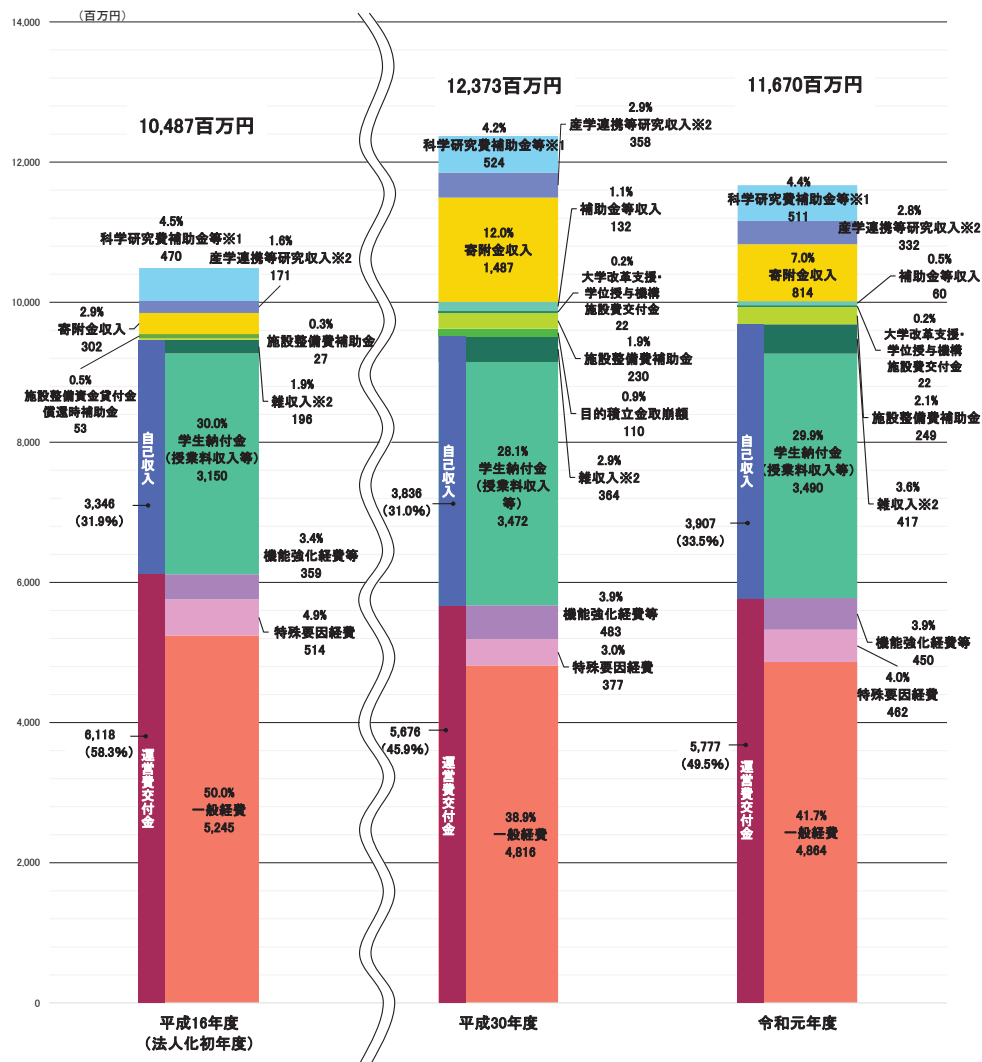 （百万円）
14,000
12,000
10,000
8,000
6,000
4,000
2,000
0
10,487百万円
4.5%
科学研究費補助金等※1
470
1.6%
産学連携等研究収入※2
171
2.9%
寄附金収入
302
0.3%
施設整備費補助金
27
0.5%
施設整備資金貸付金
償還時補助金
53
1.9%
雑収入※2
196
自己収入
30.0%
学生納付金
（授業料収入等）
3,150
3,346
（31.9%）
3.4%
機能強化経費等
359
4.9%
特殊要因経費
514
6,118
（58.3%）
運営費交付金
50.0%
一般経費
5,245
平成16年度
（法人化初年度）
12,373百万円
4.2%
科学研究費補助金等※1
524
2.9%
産学連携等研究収入※2
358
12.0%
寄附金収入
1,487
1.1%
補助金等収入
132
0.2%
大学改革支援・
学位授与機構
施設費交付金
22
1.9%
施設整備費補助金
230
0.9%
目的積立金取崩額
110
2.9%
雑収入※2
364
自己収入
28.1%
学生納付金
（授業料収入
等）
3,472
3,836
（31.0%）
3.9%
機能強化経費等
483
3.0%
特殊要因経費
377
5,676
（45.9%）
運営費交付金
38.9%
一般経費
4,816
平成30年度
11,670百万円
4.4%
科学研究費補助金等※1
511
2.8%
産学連携等研究収入※2
332
7.0%
寄附金収入
814
0.5%
補助金等収入
60
0.2%
大学改革支援・
学位授与機構
施設費交付金
22
2.1%
施設整備費補助金
249
3.6%
雑収入※2
417
自己収入
29.9%
学生納付金
（授業料収入等）
3,490
3,907
（33.5%）
3.9%
機能強化経費等
450
4.0%
特殊要因経費
462
5,777
（49.5%）
運営費交付金
41.7%
一般経費
4,864
令和元年度